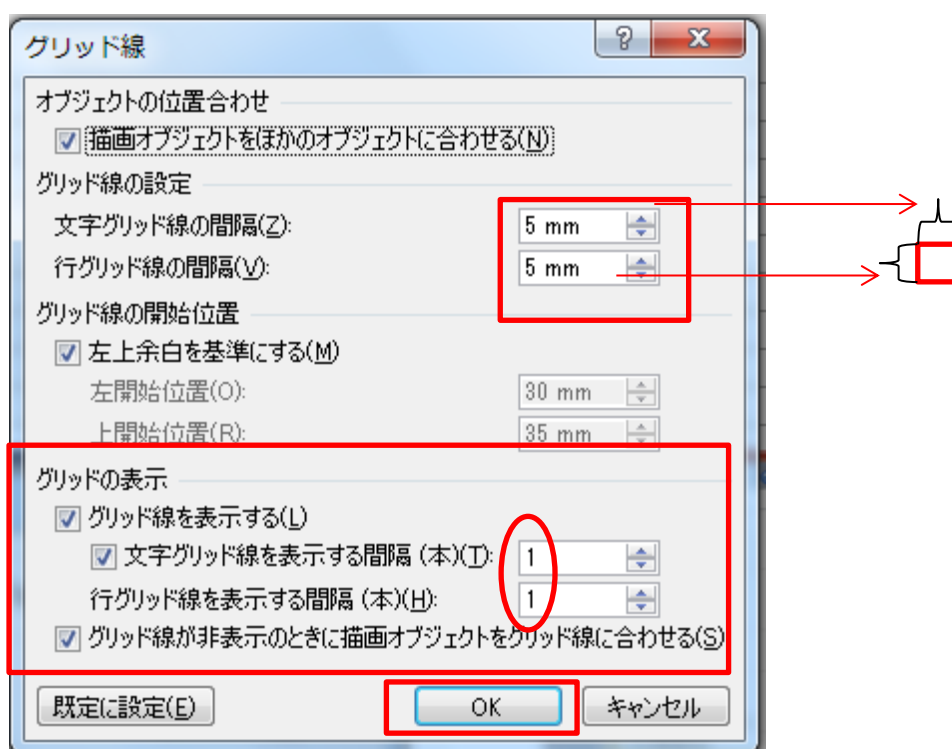 グリッド線
オブジェクトの位置合わせ
描画オブジェクトをほかのオブジェクトに合わせる(N)
グリッド線の設定
文字グリッド線の間隔(Z): 5 mm
行グリッド線の間隔(V): 5 mm
グリッド線の開始位置
左上余白を基準にする(M)
左開始位置(O): 30 mm
上開始位置(R): 35 mm
グリッドの表示
グリッド線を表示する(L)
文字グリッド線を表示する間隔 (本)(T): 1
行グリッド線を表示する間隔 (本)(H): 1
グリッド線が非表示のときに描画オブジェクトをグリッド線に合わせる(S)
既定に設定(E) OK キャンセル